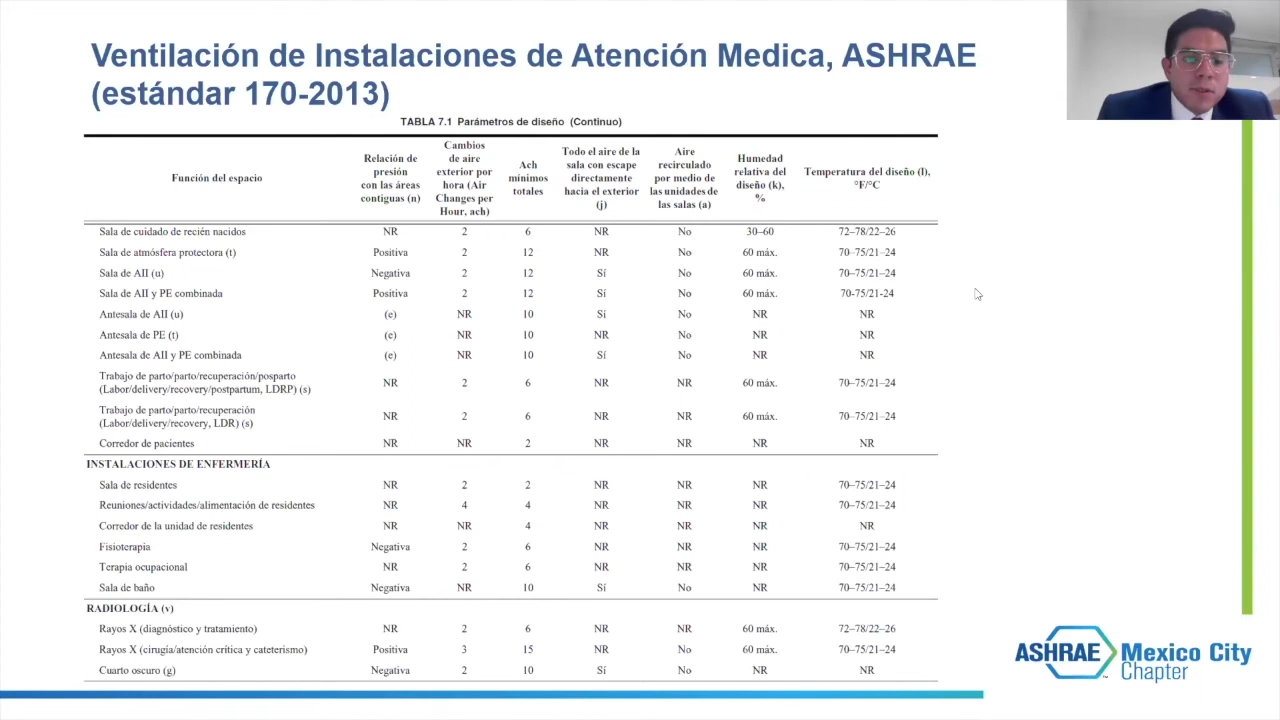 Ventilación de Instalaciones de Atención Medica, ASHRAE
(estándar 170-2013)
TABLA 7.1 Parámetros de diseño (Continuo)
Función del espacio
Relación de
presión
con las áreas
contiguas (n)
Cambios
de aire
exterior por
hora (Air
Changes per
Hour, ach)
Ach
mínimos
totales
Todo el aire de la
sala con escape
directamente
hacia el exterior
(j)
Aire
recirculado
por medio de
las unidades de
las salas (a)
Humedad
relativa del
diseño (k),
%
Temperatura del diseño (l),
°F/°C
Sala de cuidado de recién nacidos NR 2 6 NR No 30–60 72–78/22–26
Sala de atmósfera protectora (t) Positiva 2 12 NR No 60 máx. 70-75/21–24
Sala de AII (u) Negativa 2 12 Sí No 60 máx. 70–75/21–24
Sala de AII y PE combinada Positiva 2 12 Sí No 60 máx. 70-75/21-24
Antesala de AII (u) (e) NR 10 Sí No NR NR
Antesala de PE (t) (e) NR 10 NR No NR NR
Antesala de AII y PE combinada (e) NR 10 Sí No NR NR
Trabajo de parto/parto/recuperación/posparto
(Labor/delivery/recovery/postpartum, LDRP) (s) NR 2 6 NR NR 60 máx. 70–75/21–24
Trabajo de parto/parto/recuperación
(Labor/delivery/recovery, LDR) (s) NR 2 6 NR NR 60 máx. 70–75/21–24
Corredor de pacientes NR NR 2 NR NR NR NR
INSTALACIONES DE ENFERMERÍA
Sala de residentes NR 2 2 NR NR NR 70–75/21–24
Reuniones/actividades/alimentación de residentes NR 4 4 NR NR NR 70–75/21–24
Corredor de la unidad de residentes NR NR 4 NR NR NR NR
Fisioterapia Negativa 2 6 NR NR NR 70–75/21–24
Terapia ocupacional NR 2 6 NR NR NR 70–75/21–24
Sala de baño Negativa NR 10 Sí No NR 70–75/21–24
RADIOLOGÍA (v)
Rayos X (diagnóstico y tratamiento) NR 2 6 NR NR 60 máx. 72–78/22–26
Rayos X (cirugía/atención crítica y cateterismo) Positiva 3 15 NR No 60 máx. 70–75/21–24
Cuarto oscuro (g) Negativa 2 10 Sí No NR NR
ASHRAE Mexico City
Chapter